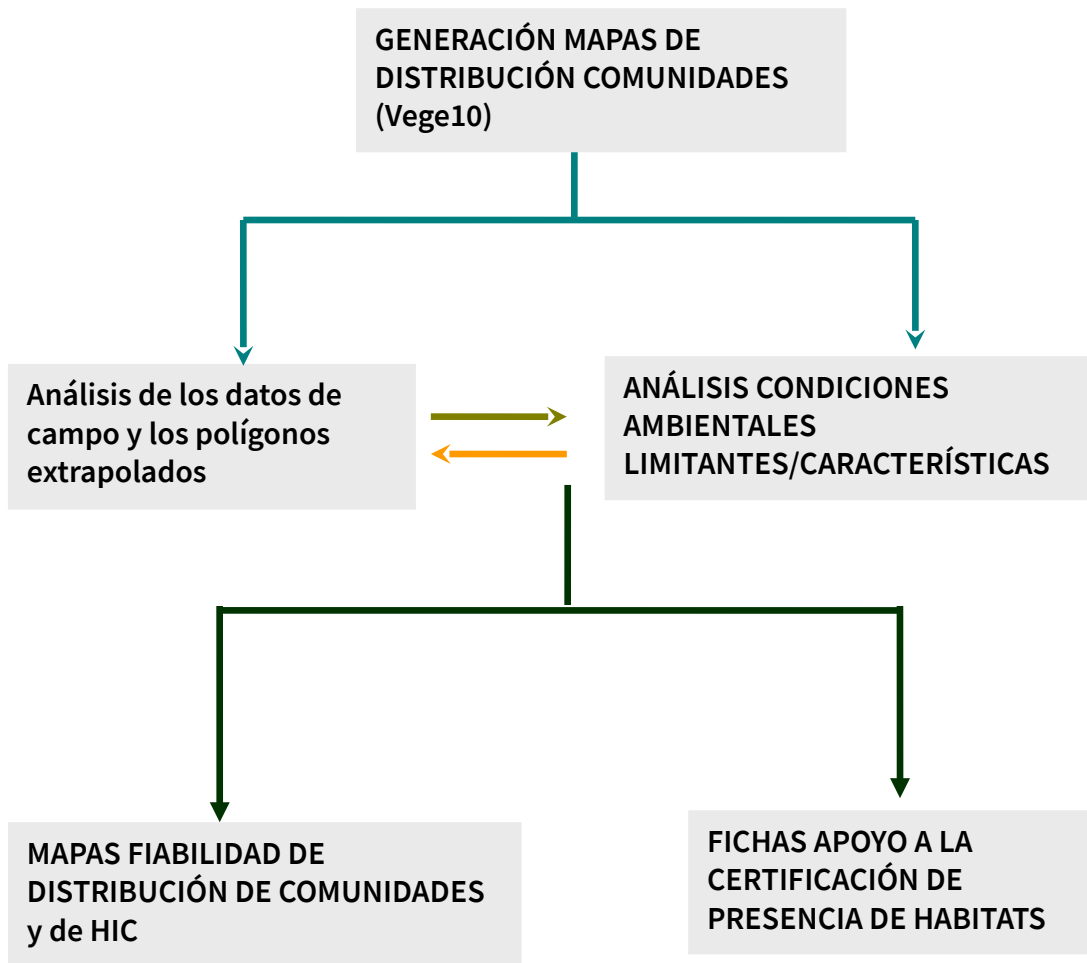 GENERACIÓN MAPAS DE
DISTRIBUCIÓN COMUNIDADES
(Vege10)
Análisis de los datos de
campo y los polígonos
extrapolados
ANÁLISIS CONDICIONES
AMBIENTALES
LIMITANTES/CARACTERÍSTICAS
MAPAS FIABILIDAD DE
DISTRIBUCIÓN DE COMUNIDADES
y de HIC
FICHAS APOYO A LA
CERTIFICACIÓN DE
PRESENCIA DE HABITATS